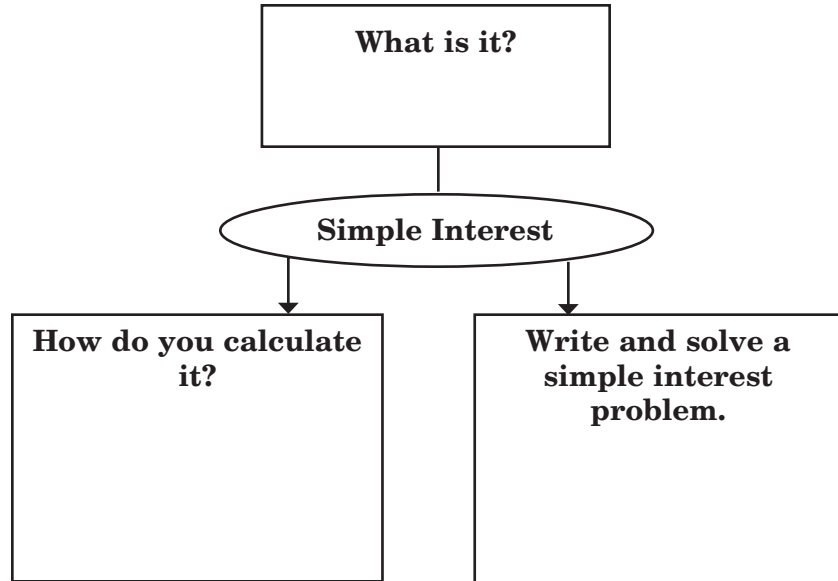 What is it?
Simple Interest
How do you calculate
it?
Write and solve a
simple interest
problem.